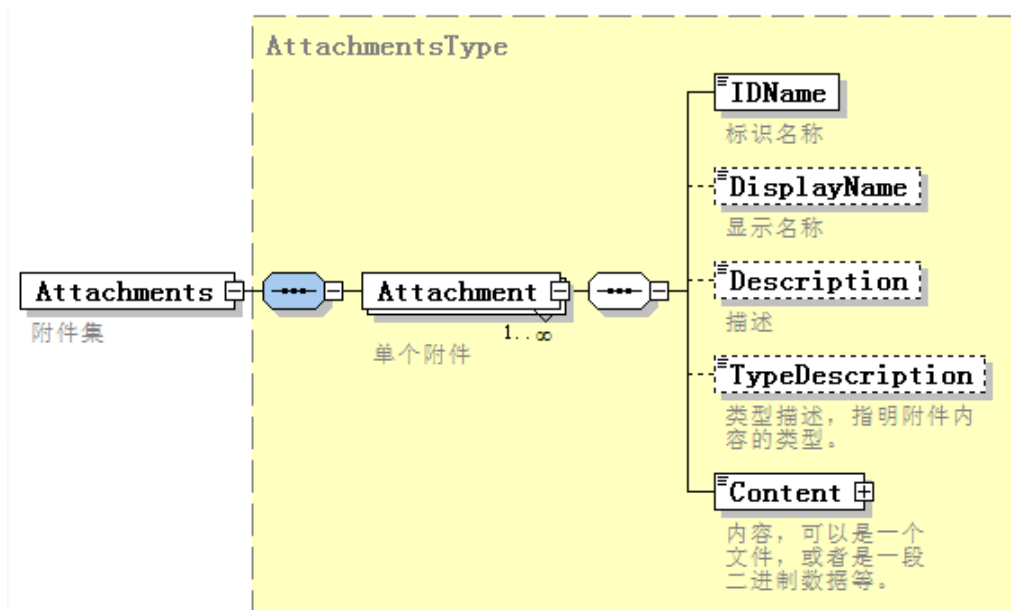 AttachmentsType
IDName
标识名称
DisplayName
显示名称
Attachments
附件集
Attachment
1..∞
单个附件
Description
描述
TypeDescription
类型描述，指明附件内
容的类型。
Content
内容，可以是一个
文件，或者是一段
二进制数据等。